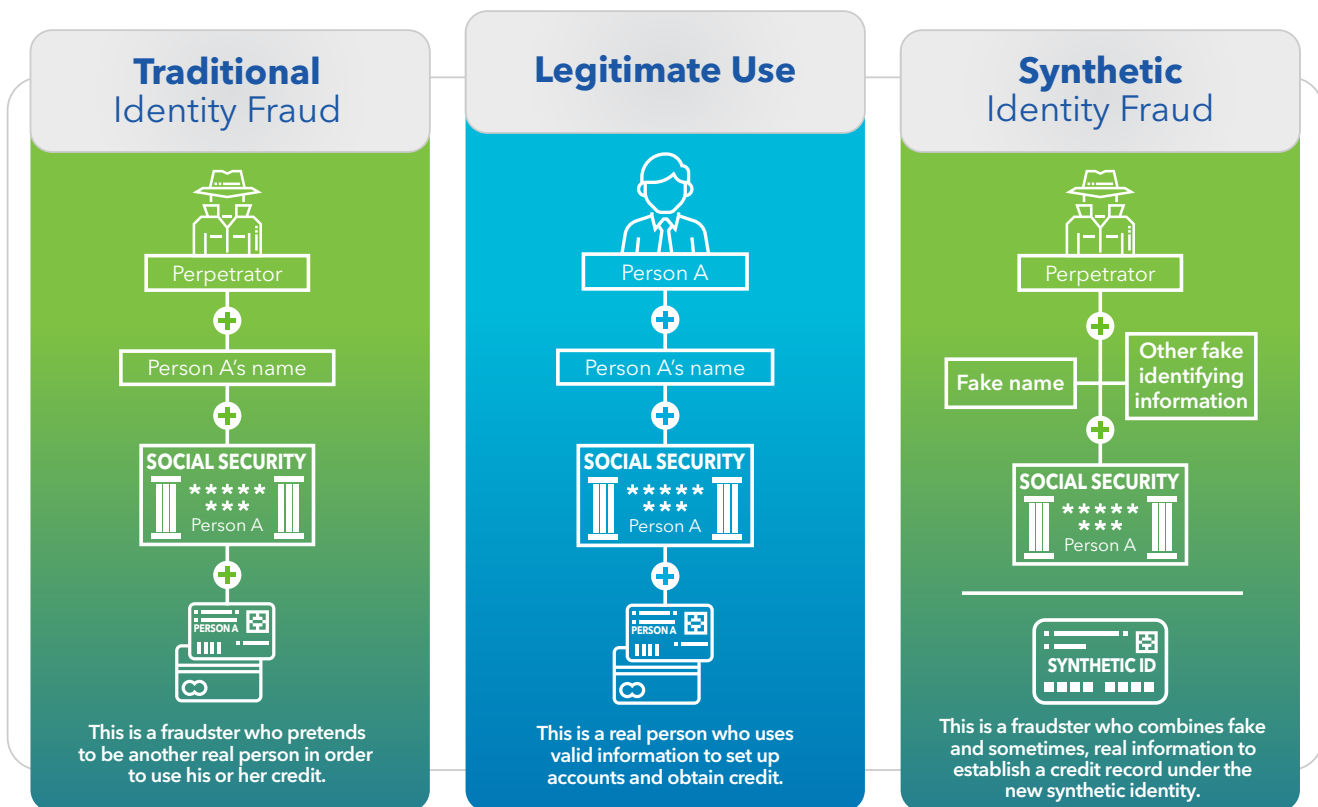 Traditional
Identity Fraud
Perpetrator
Person A's name
SOCIAL SECURITY
*****
***
Person A
PERSON A
This is a fraudster who pretends
to be another real person in order
to use his or her credit.
Legitimate Use
Person A
Person A's name
SOCIAL SECURITY
*****
***
Person A
PERSON A
This is a real person who uses
valid information to set up
accounts and obtain credit.
Synthetic
Identity Fraud
Perpetrator
Fake name
Other fake
identifying
information
SOCIAL SECURITY
*****
***
Person A
SYNTHETIC ID
This is a fraudster who combines fake
and sometimes, real information to
establish a credit record under the
new synthetic identity.